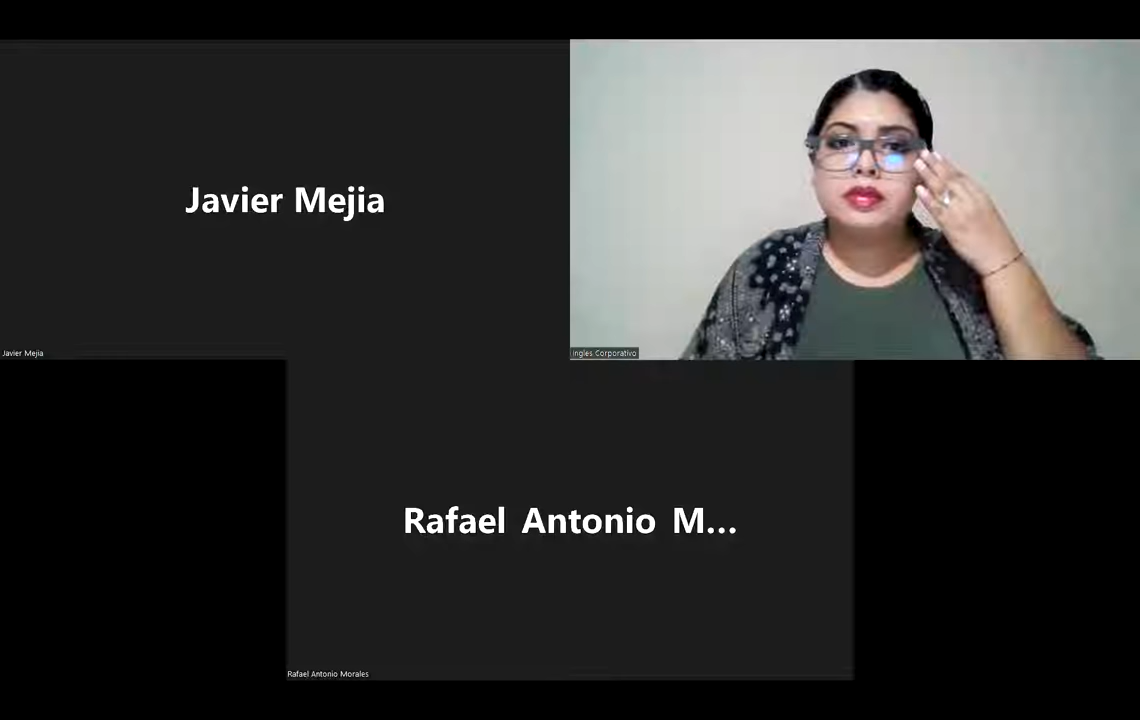 Javier Mejia
Javier Mejia
Ingles Corporativo
Rafael Antonio M...
Rafael Antonio Morales